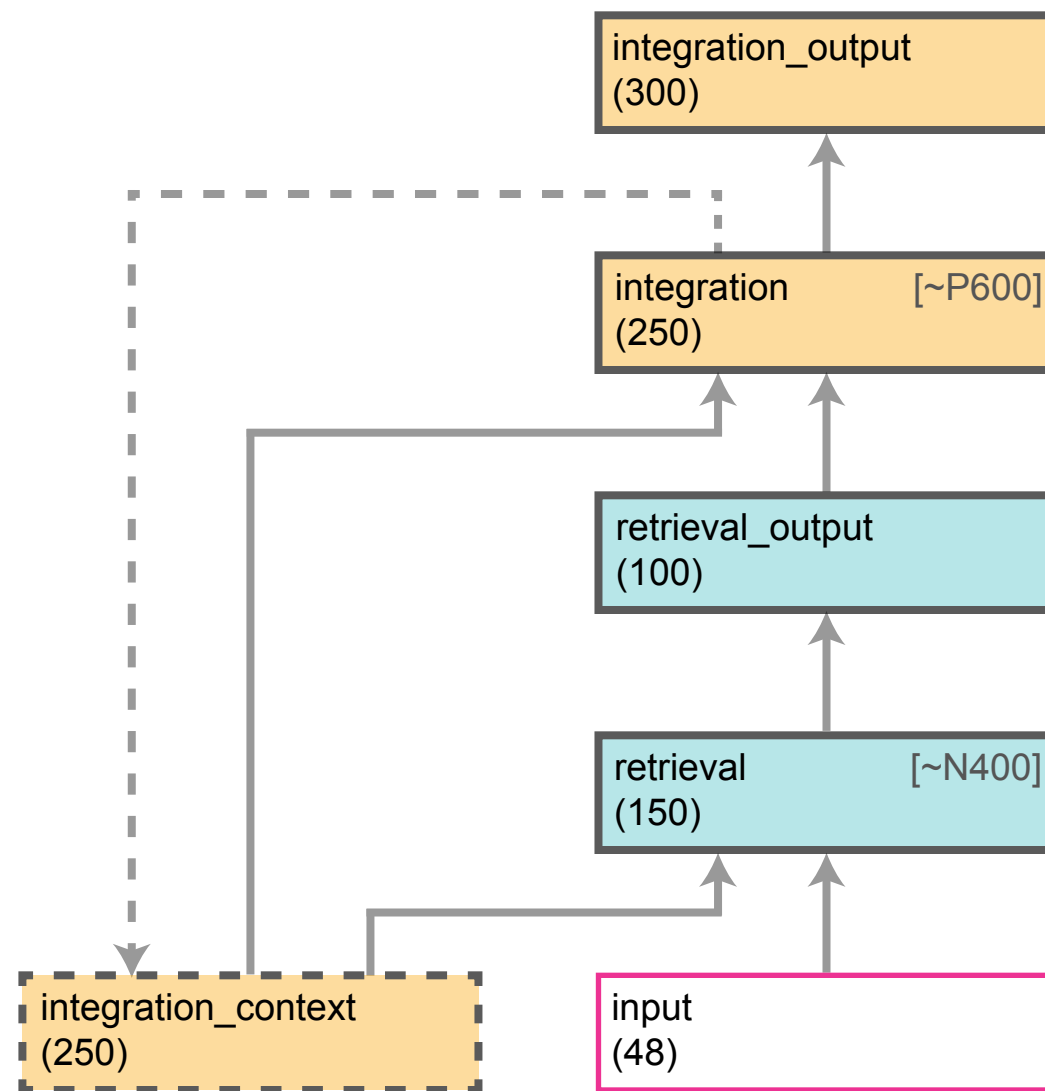 integration_output
(300)
integration [~P600]
(250)
retrieval_output
(100)
retrieval [~N400]
(150)
integration_context
(250)
input
(48)